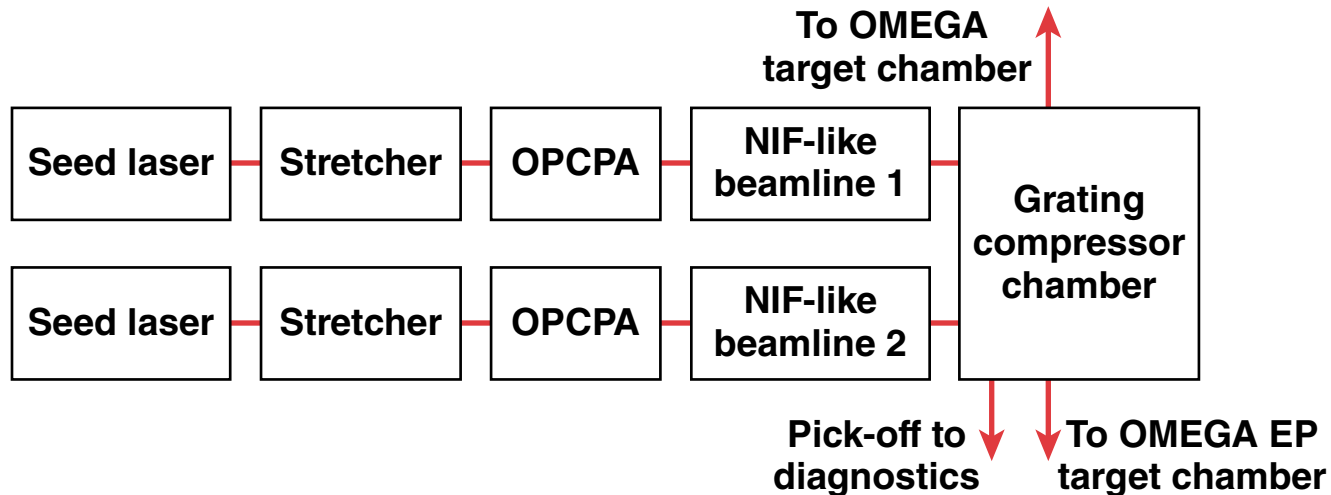 To OMEGA
target chamber
Seed laser
Stretcher
OPCPA
NIF-like
beamline 1
Grating
compressor
chamber
Seed laser
Stretcher
OPCPA
NIF-like
beamline 2
Pick-off to
diagnostics
To OMEGA EP
target chamber